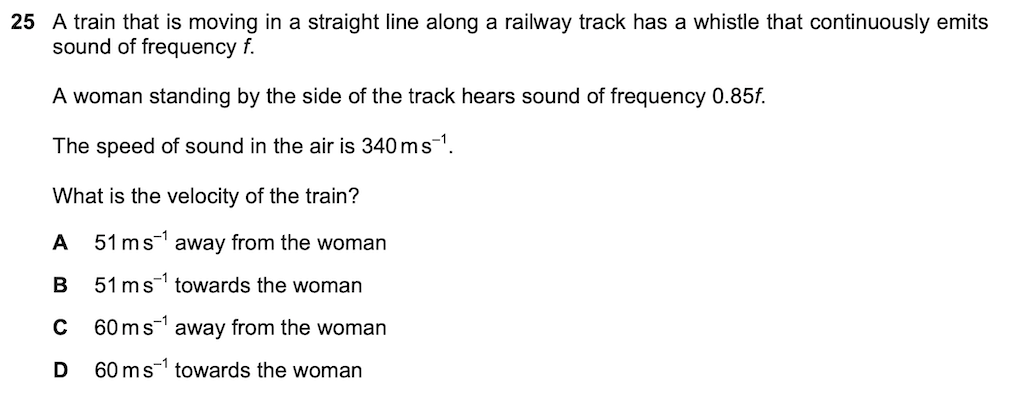 25 A train that is moving in a straight line along a railway track has a whistle that continuously emits
sound of frequency f.
A woman standing by the side of the track hears sound of frequency 0.85f.
The speed of sound in the air is 340 m s⁻¹.
What is the velocity of the train?
A 51 m s⁻¹ away from the woman
B 51 m s⁻¹ towards the woman
C 60 m s⁻¹ away from the woman
D 60 m s⁻¹ towards the woman